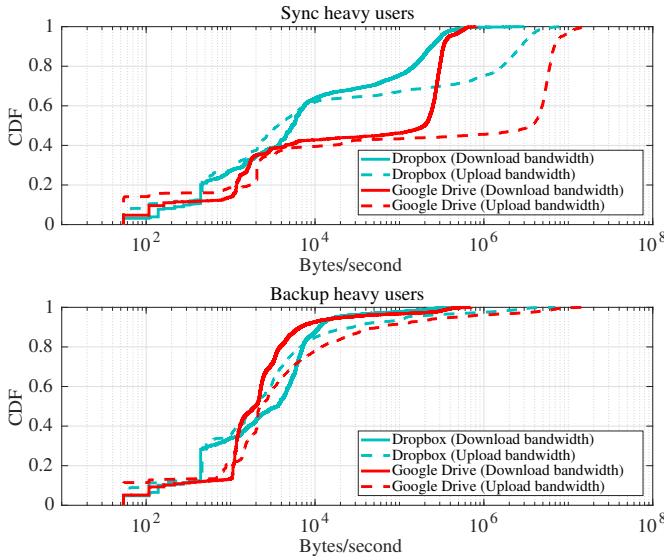 Sync heavy users
1
0.8
0.6
0.4
0.2
0
CDF
Dropbox (Download bandwidth)
Dropbox (Upload bandwidth)
Google Drive (Download bandwidth)
Google Drive (Upload bandwidth)
10^2 10^4 10^6 10^8
Bytes/second
Backup heavy users
1
0.8
0.6
0.4
0.2
0
CDF
Dropbox (Download bandwidth)
Dropbox (Upload bandwidth)
Google Drive (Download bandwidth)
Google Drive (Upload bandwidth)
10^2 10^4 10^6 10^8
Bytes/second